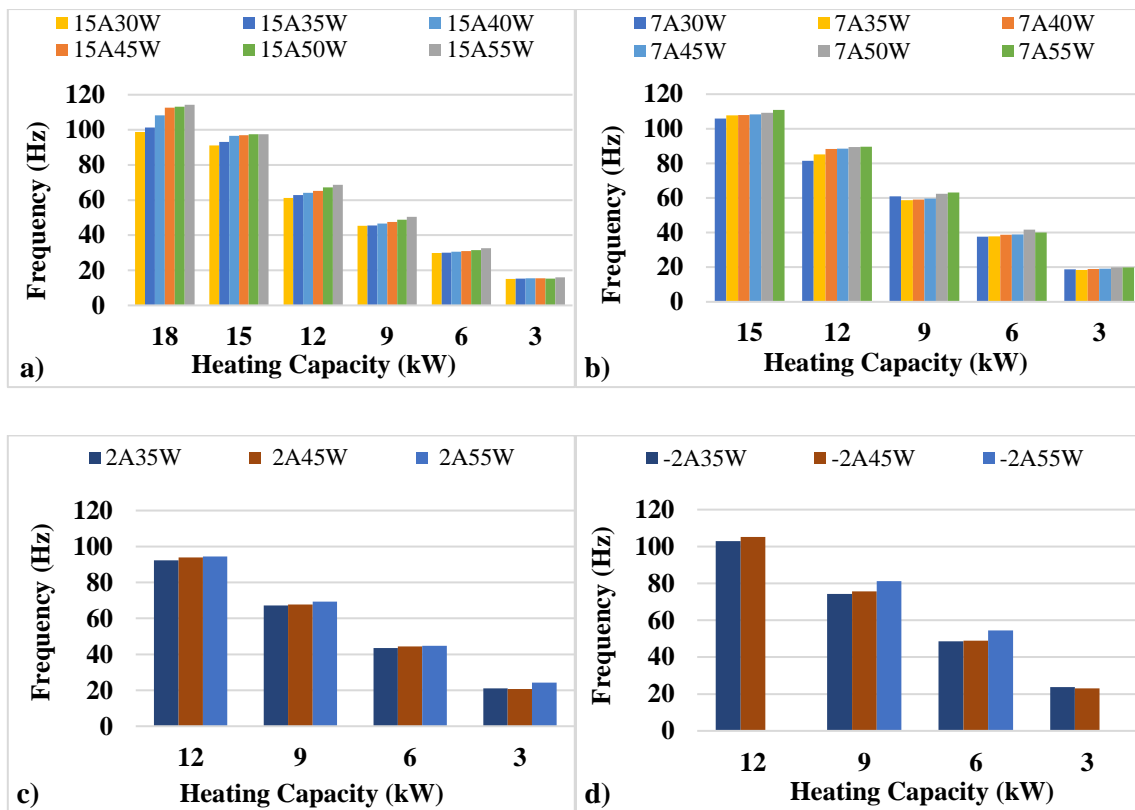 15A30W 15A35W 15A40W
15A45W 15A50W 15A55W
120
100
80
60
40
20
0
Frequency (Hz)
18 15 12 9 6 3
Heating Capacity (kW)
a)
7A30W 7A35W 7A40W
7A45W 7A50W 7A55W
120
100
80
60
40
20
0
Frequency (Hz)
15 12 9 6 3
Heating Capacity (kW)
b)
2A35W 2A45W 2A55W
120
100
80
60
40
20
0
Frequency (Hz)
12 9 6 3
Heating Capacity (kW)
c)
-2A35W -2A45W -2A55W
120
100
80
60
40
20
0
Frequency (Hz)
12 9 6 3
Heating Capacity (kW)
d)